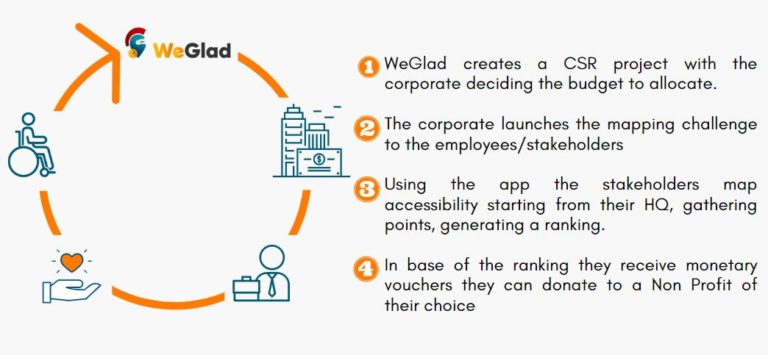 WeGlad
1 WeGlad creates a CSR project with the
corporate deciding the budget to allocate.
2 The corporate launches the mapping challenge
to the employees/stakeholders
3 Using the app the stakeholders map
accessibility starting from their HQ, gathering
points, generating a ranking.
4 In base of the ranking they receive monetary
vouchers they can donate to a Non Profit of
their choice
$